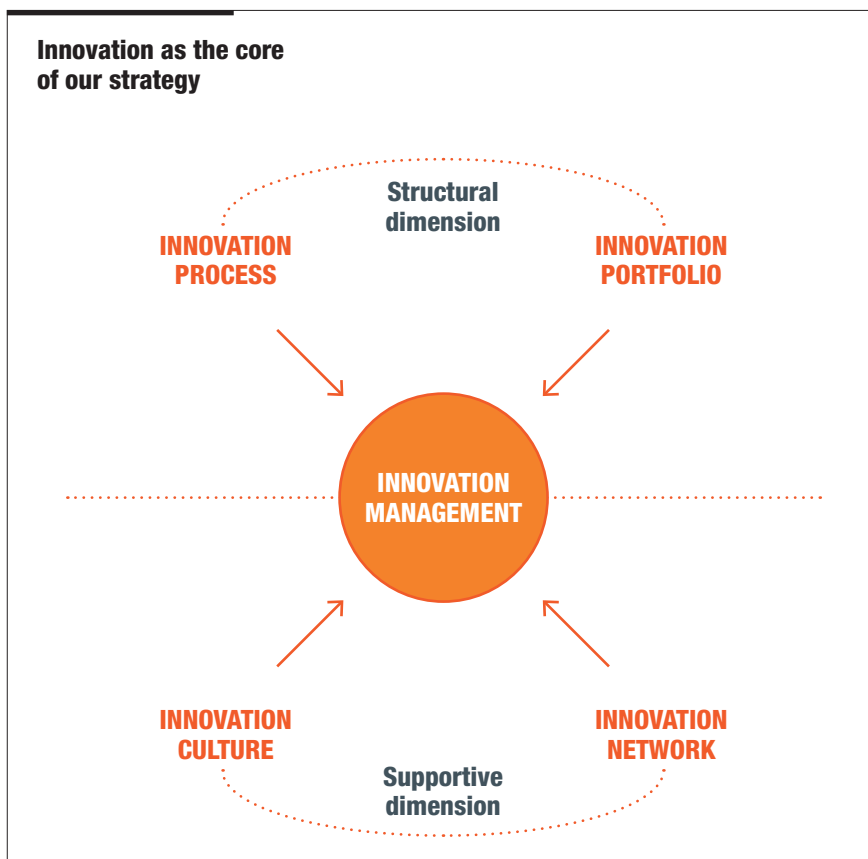 Innovation as the core
of our strategy
Structural
dimension
INNOVATION
PROCESS
INNOVATION
PORTFOLIO
INNOVATION
MANAGEMENT
INNOVATION
CULTURE
INNOVATION
NETWORK
Supportive
dimension